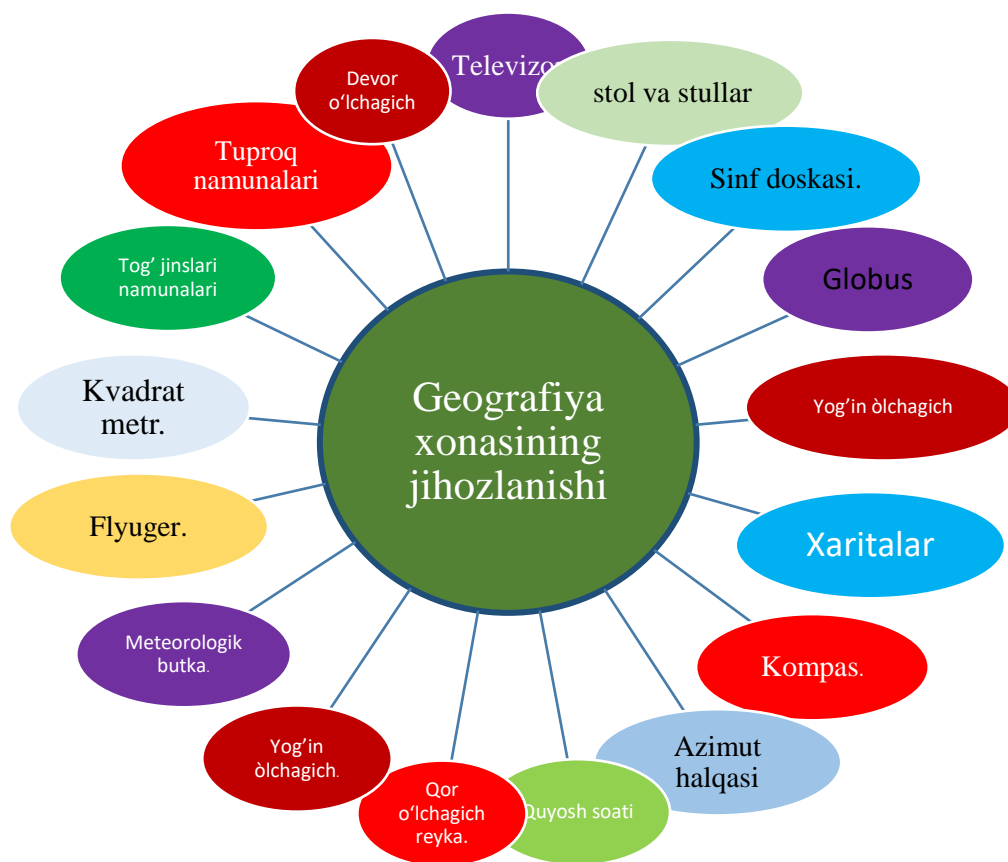 Geografiya
xonasining
jihozlanishi
Televizor
stol va stullar
Sinf doskasi.
Globus
Yog’in òlchagich
Xaritalar
Kompas.
Azimut
halqasi
Quyosh soati
Qor
o‘lchagich
reyka.
Yog’in
òlchagich.
Meteorologik
butka.
Flyuger.
Kvadrat
metr.
Tog’ jinslari
namunalari
Tuproq
namunalari
Devor
o‘lchagich